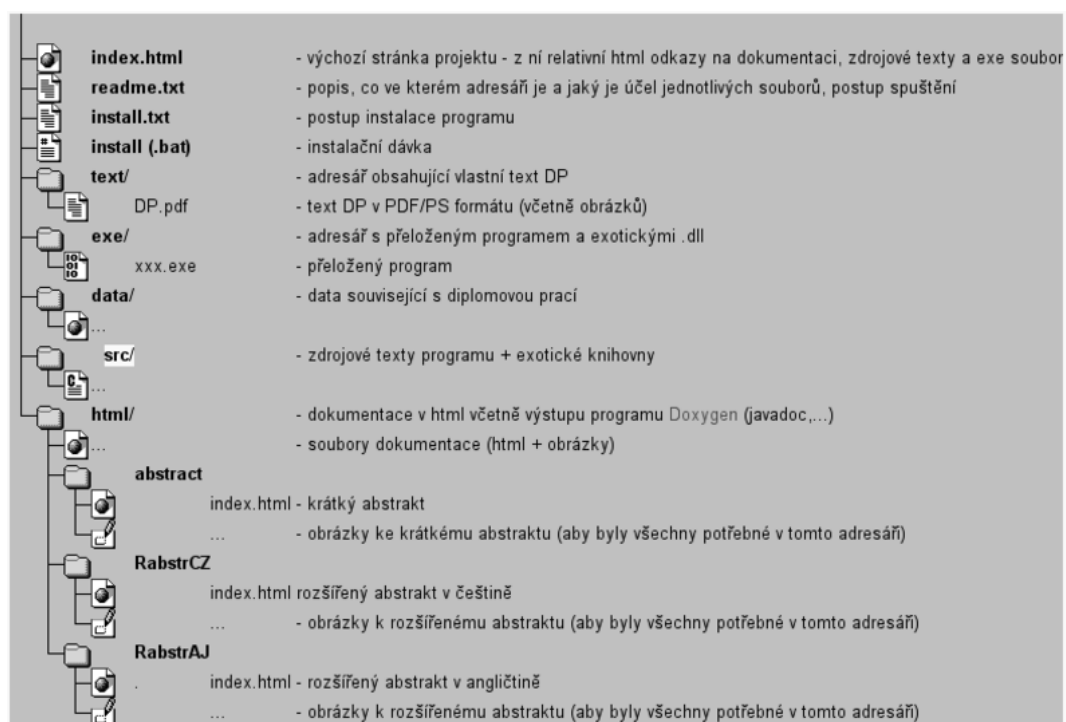 index.html - výchozí stránka projektu - z ní relativní html odkazy na dokumentaci, zdrojové texty a exe soubor
readme.txt - popis, co ve kterém adresáři je a jaký je účel jednotlivých souborů, postup spuštění
install.txt - postup instalace programu
install (.bat) - instalační dávka
text/ - adresář obsahující vlastní text DP
DP.pdf - text DP v PDF/PS formátu (včetně obrázků)
exe/ - adresář s přeloženým programem a exotickými .dll
xxx.exe - přeložený program
data/ - data související s diplomovou prací
...
src/ - zdrojové texty programu + exotické knihovny
...
html/ - dokumentace v html včetně výstupu programu Doxygen (javadoc,...)
... - soubory dokumentace (html + obrázky)
abstract
index.html - krátký abstrakt
... - obrázky ke krátkému abstraktu (aby byly všechny potřebné v tomto adresáři)
RabstrCZ
index.html rozšířený abstrakt v češtině
... - obrázky k rozšířenému abstraktu (aby byly všechny potřebné v tomto adresáři)
RabstrAJ
. index.html - rozšířený abstrakt v angličtině
... - obrázky k rozšířenému abstraktu (aby byly všechny potřebné v tomto adresáři)